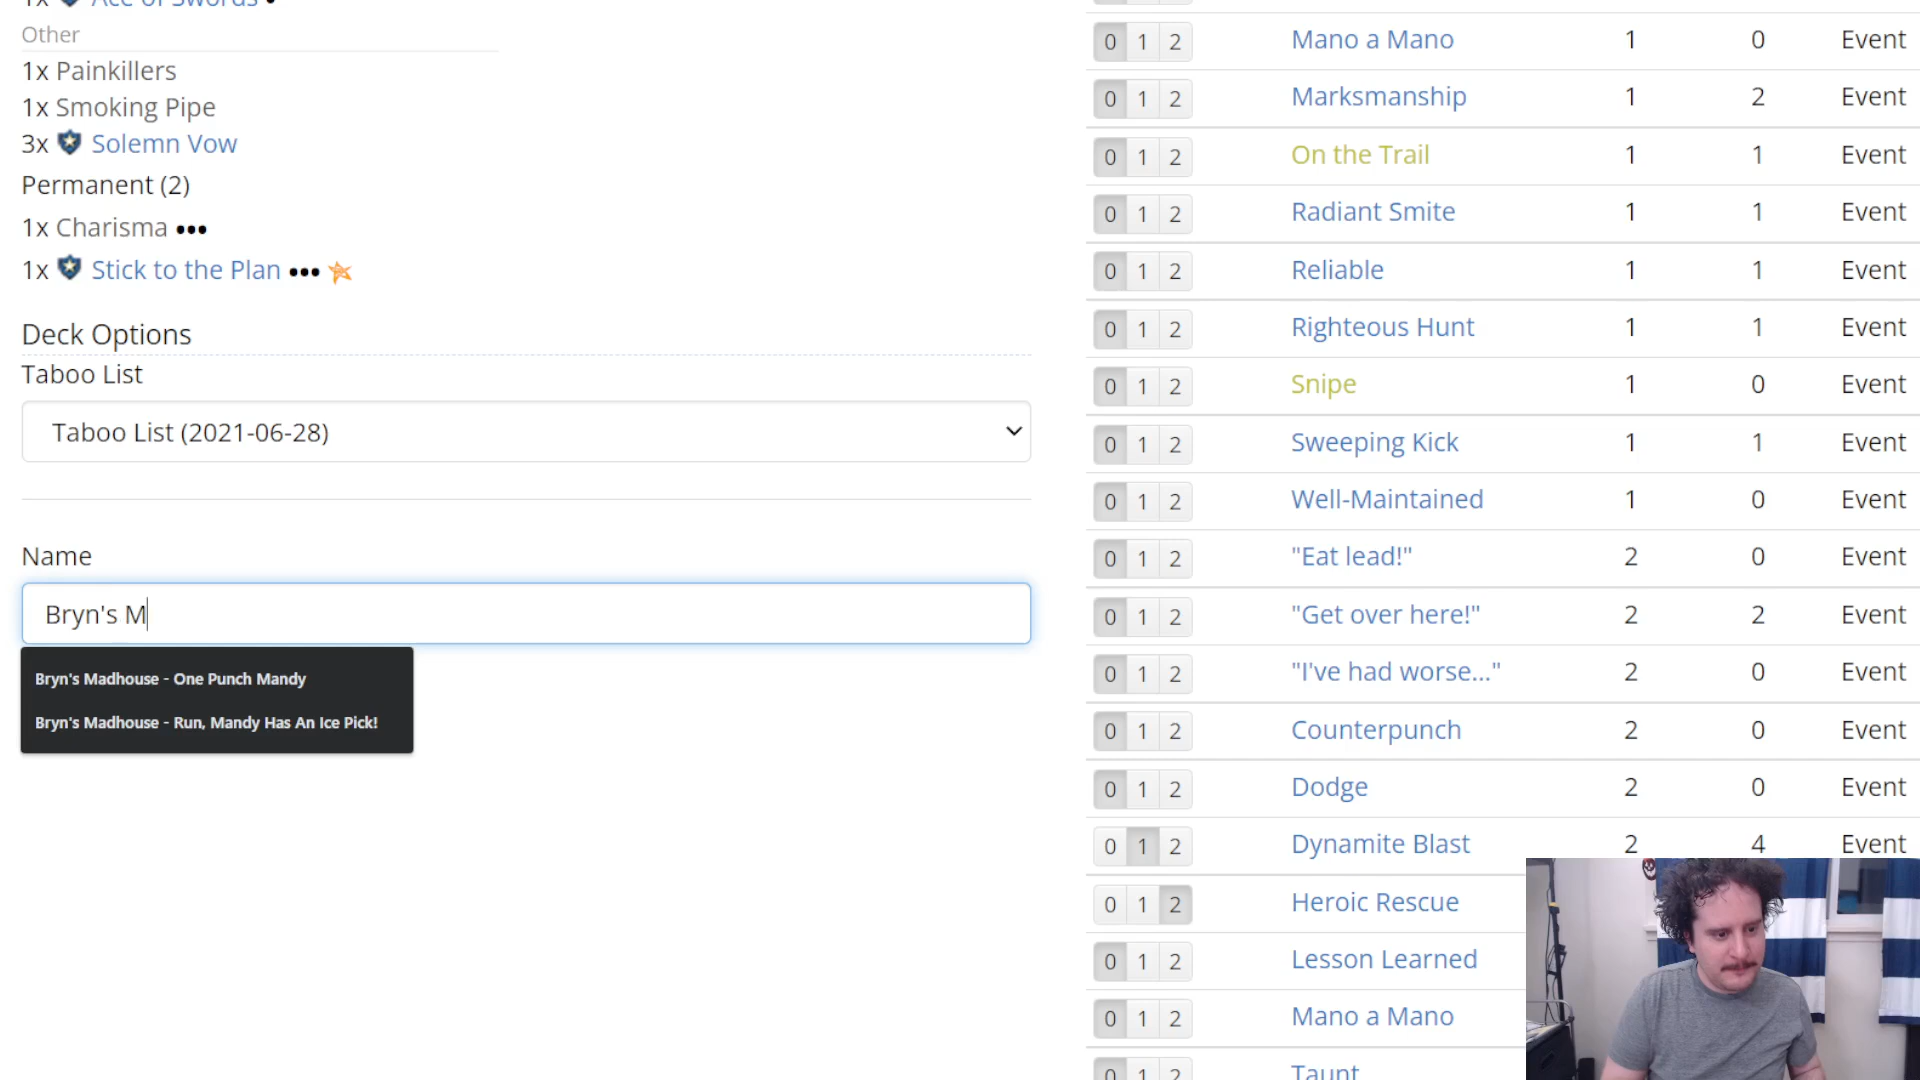 1x Ace of Swords •
Other
1x Painkillers
1x Smoking Pipe
3x Solemn Vow
Permanent (2)
1x Charisma •••
1x Stick to the Plan •••
Deck Options
Taboo List
Taboo List (2021-06-28)
Name
Bryn's M
Bryn's Madhouse - One Punch Mandy
Bryn's Madhouse - Run, Mandy Has An Ice Pick!
0 1 2 Mano a Mano 1 0 Event
0 1 2 Marksmanship 1 2 Event
0 1 2 On the Trail 1 1 Event
0 1 2 Radiant Smite 1 1 Event
0 1 2 Reliable 1 1 Event
0 1 2 Righteous Hunt 1 1 Event
0 1 2 Snipe 1 0 Event
0 1 2 Sweeping Kick 1 1 Event
0 1 2 Well-Maintained 1 0 Event
0 1 2 "Eat lead!" 2 0 Event
0 1 2 "Get over here!" 2 2 Event
0 1 2 "I've had worse..." 2 0 Event
0 1 2 Counterpunch 2 0 Event
0 1 2 Dodge 2 0 Event
0 1 2 Dynamite Blast 2 4 Event
0 1 2 Heroic Rescue
0 1 2 Lesson Learned
0 1 2 Mano a Mano
0 1 2 Taunt